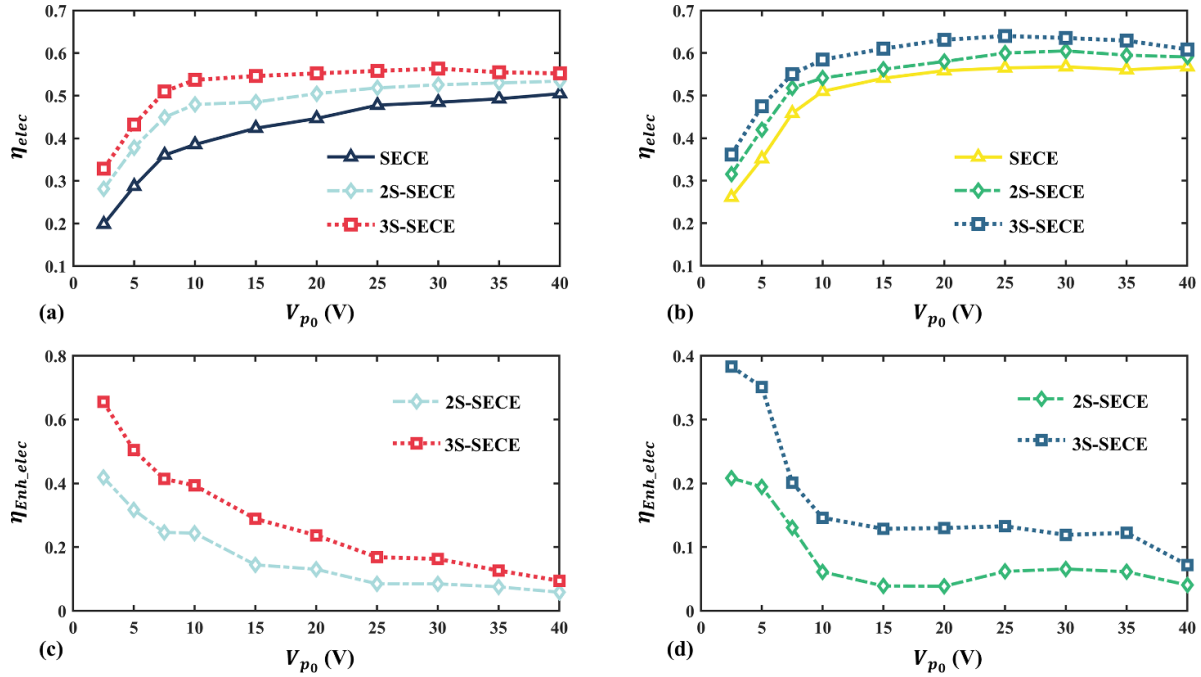 0.7
0.6
0.5
0.4
0.3
0.2
0.1
η_elec
SECE
2S-SECE
3S-SECE
0 5 10 15 20 25 30 35 40
(a) V_p0 (V)
0.7
0.6
0.5
0.4
0.3
0.2
0.1
η_elec
SECE
2S-SECE
3S-SECE
0 5 10 15 20 25 30 35 40
(b) V_p0 (V)
0.8
0.6
0.4
0.2
0
η_Enh_elec
2S-SECE
3S-SECE
0 5 10 15 20 25 30 35 40
(c) V_p0 (V)
0.4
0.3
0.2
0.1
0
η_Enh_elec
2S-SECE
3S-SECE
0 5 10 15 20 25 30 35 40
(d) V_p0 (V)